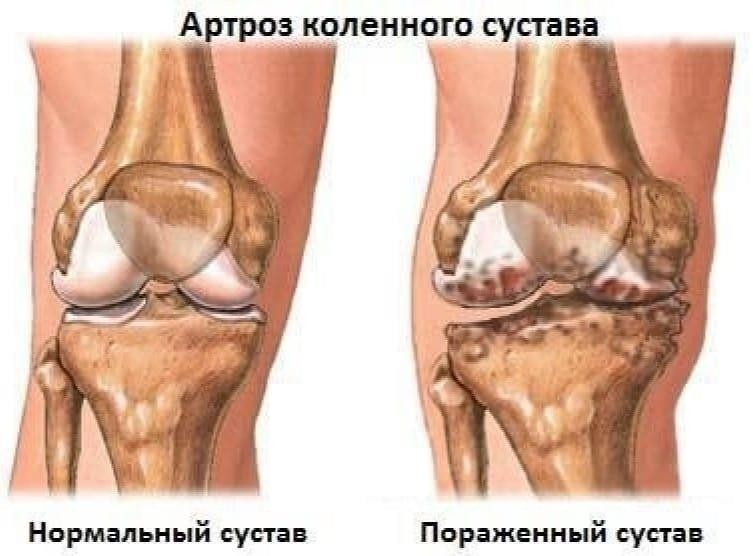 Артроз коленного сустава
Нормальный сустав
Пораженный сустав